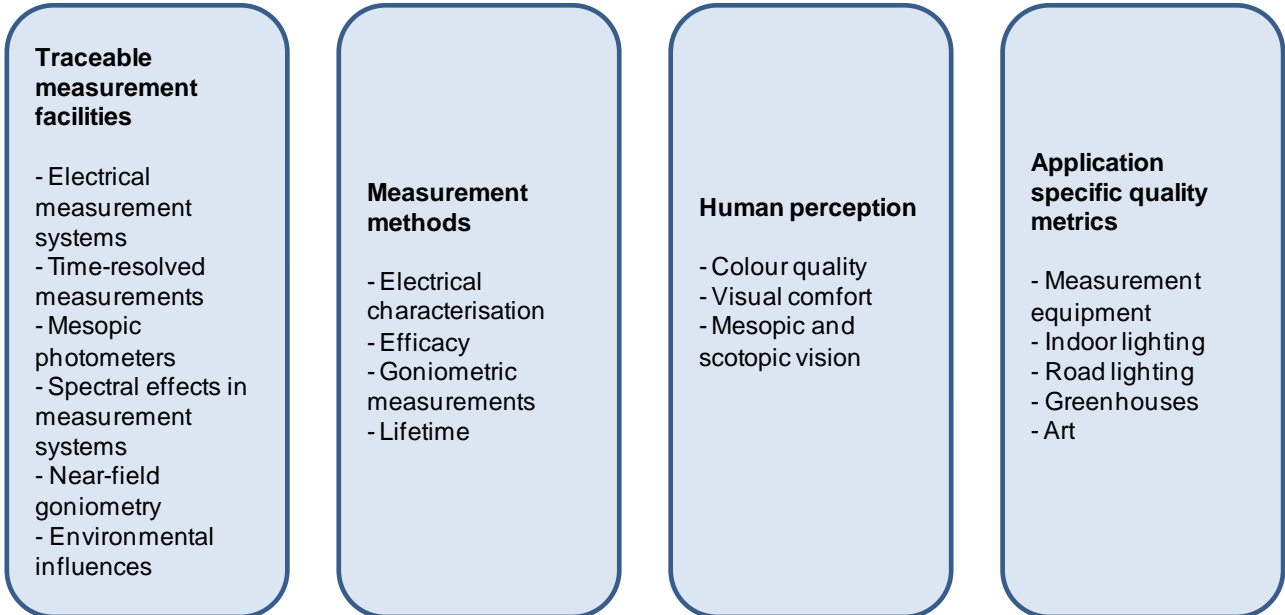 Traceable
measurement
facilities
- Electrical
measurement
systems
- Time-resolved
measurements
- Mesopic
photometers
- Spectral effects in
measurement
systems
- Near-field
goniometry
- Environmental
influences
Measurement
methods
- Electrical
characterisation
- Efficacy
- Goniometric
measurements
- Lifetime
Human perception
- Colour quality
- Visual comfort
- Mesopic and
scotopic vision
Application
specific quality
metrics
- Measurement
equipment
- Indoor lighting
- Road lighting
- Greenhouses
- Art